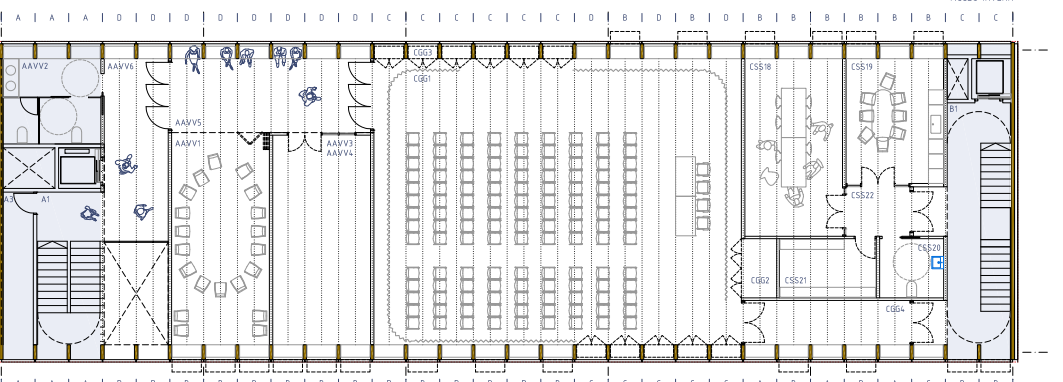 A A A D D D D D D D D C C C C C C D B B B B B B B B B C C
AAVV2
AAVV6
CGG3
CGG1
CSS18
CSS19
B1
AAVV5
AAVV1
AAVV3
AAVV4
A3
A1
CSS22
CSS20
CGG2
CSS21
CGG4